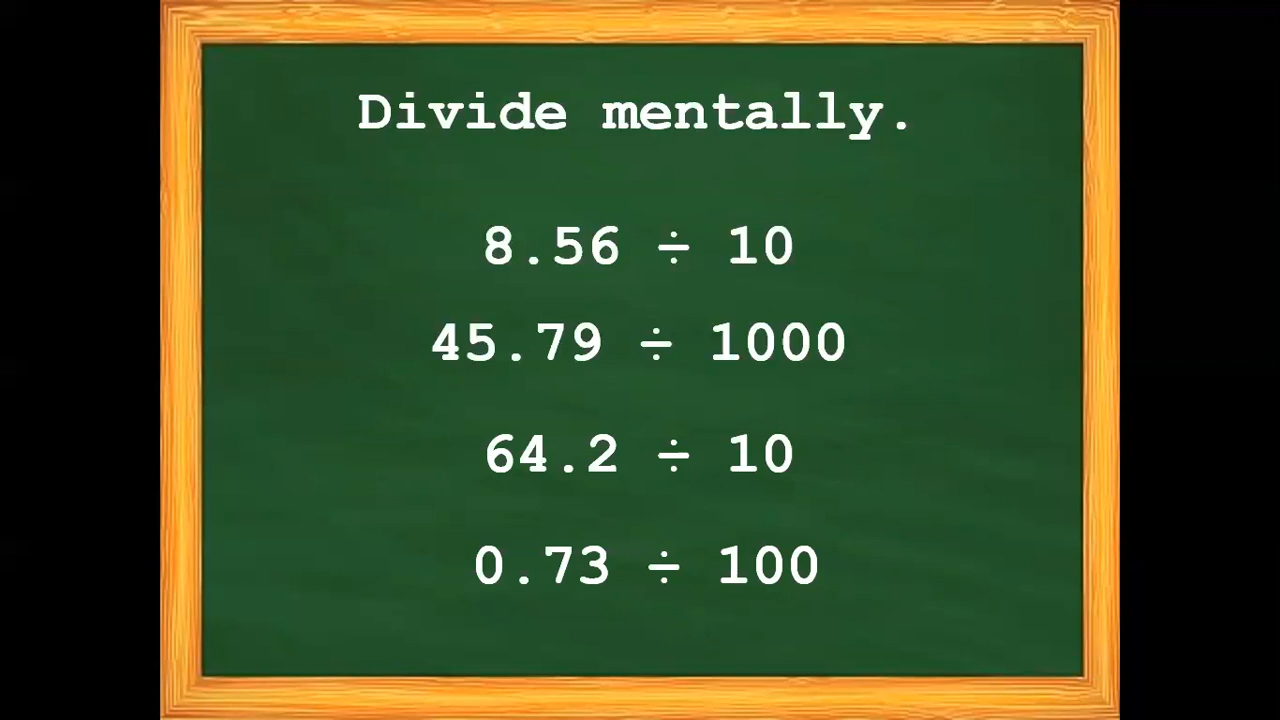 Divide mentally.
8.56 ÷ 10
45.79 ÷ 1000
64.2 ÷ 10
0.73 ÷ 100